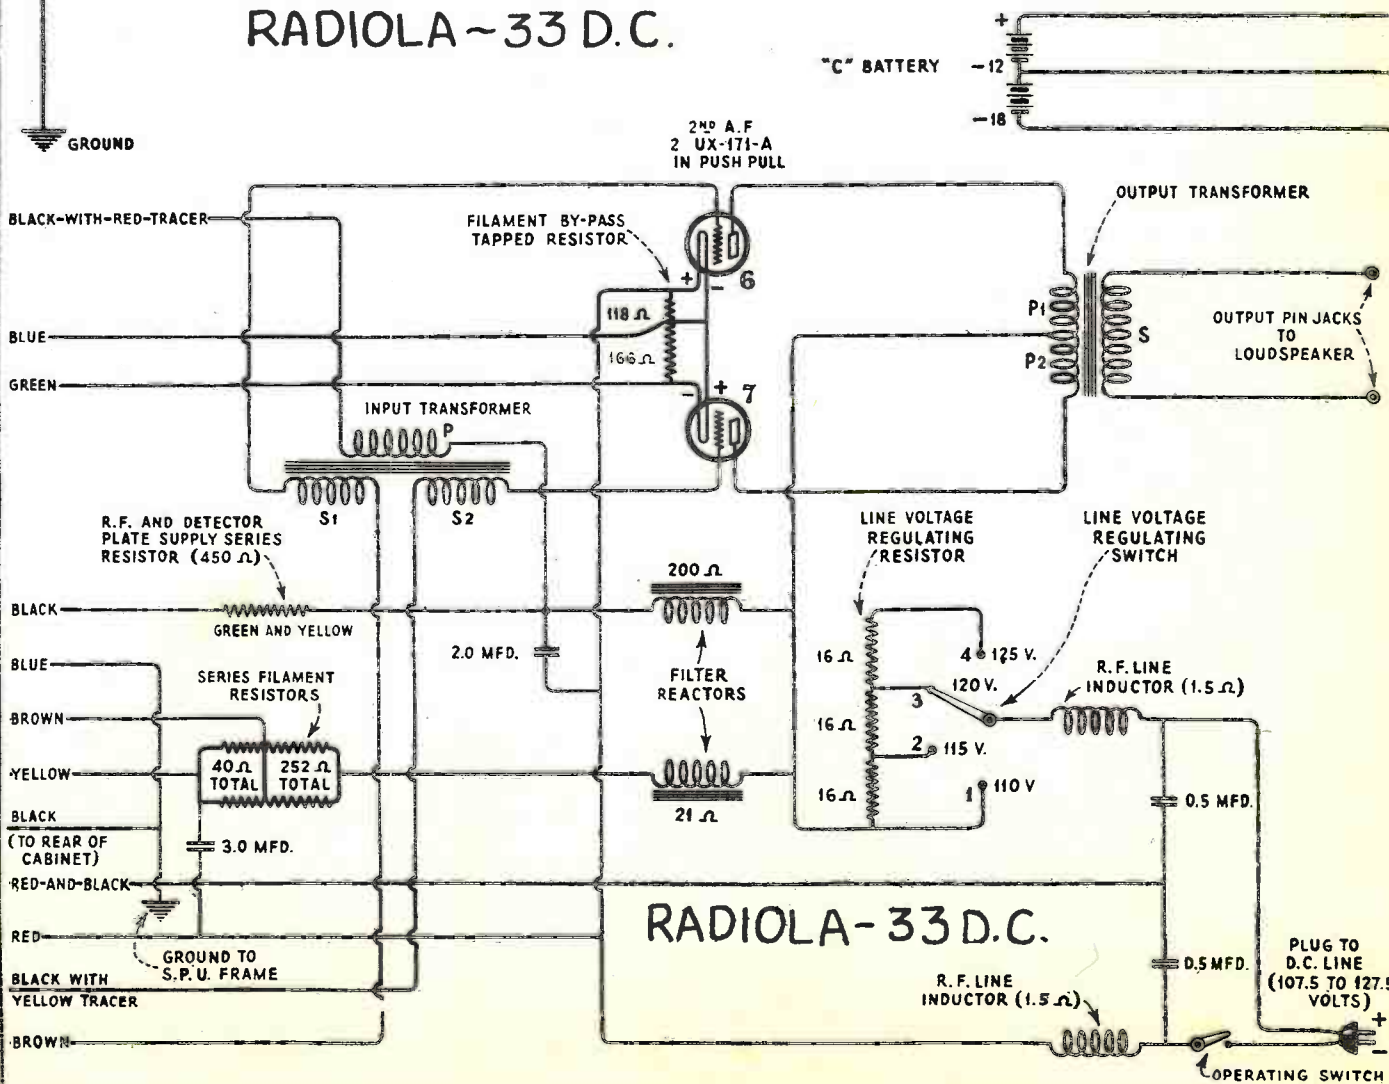 RADIOLA~33 D.C.
+
"C" BATTERY
-12
-18
GROUND
2ND A.F
2 UX-171-A
IN PUSH PULL
OUTPUT TRANSFORMER
BLACK-WITH-RED-TRACER
FILAMENT BY-PASS
TAPPED RESISTOR
+
-
6
118 Ω
P1
P2
S
OUTPUT PIN JACKS
TO
LOUDSPEAKER
BLUE
166 Ω
GREEN
-
+
7
INPUT TRANSFORMER
P
S1
S2
R.F. AND DETECTOR
PLATE SUPPLY SERIES
RESISTOR (450 Ω)
LINE VOLTAGE
REGULATING
RESISTOR
LINE VOLTAGE
REGULATING
SWITCH
200 Ω
BLACK
GREEN AND YELLOW
2.0 MFD.
BLUE
SERIES FILAMENT
RESISTORS
FILTER
REACTORS
16 Ω
4
125 V.
120 V.
3
R.F. LINE
INDUCTOR (1.5 Ω)
BROWN
16 Ω
2
115 V.
YELLOW
40 Ω
TOTAL
252 Ω
TOTAL
16 Ω
1
110 V
21 Ω
0.5 MFD.
BLACK
(TO REAR OF
CABINET)
3.0 MFD.
RED-AND-BLACK
RADIOLA-33 D.C.
RED
GROUND TO
S.P.U. FRAME
BLACK WITH
YELLOW TRACER
R.F. LINE
INDUCTOR (1.5 Ω)
0.5 MFD.
PLUG TO
D.C. LINE
(107.5 TO 127.5
VOLTS)
+
-
BROWN
OPERATING SWITCH